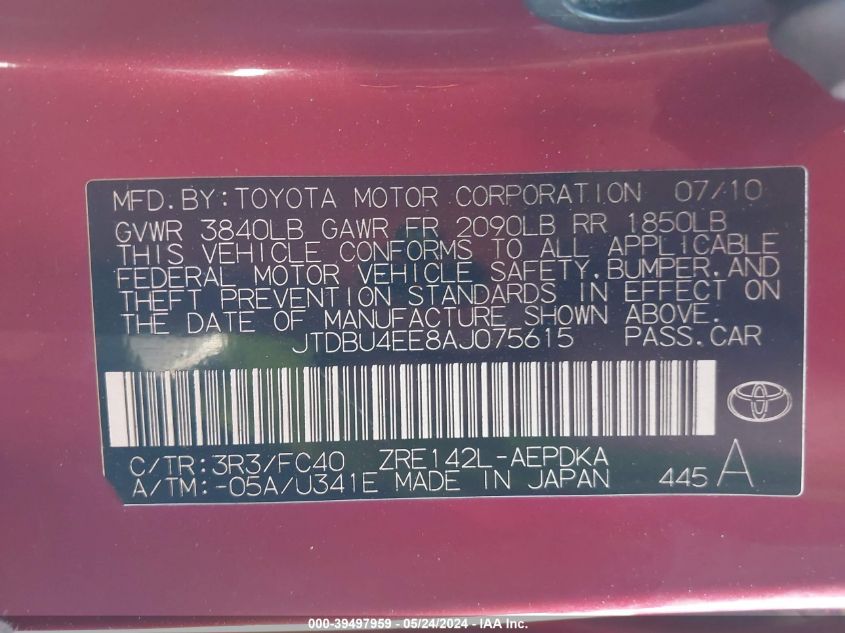 MFD. BY: TOYOTA MOTOR CORPORATION 07/10
GVWR 3840LB GAWR FR 2090LB RR 1850LB
THIS VEHICLE CONFORMS TO ALL APPLICABLE
FEDERAL MOTOR VEHICLE SAFETY, BUMPER, AND
THEFT PREVENTION STANDARDS IN EFFECT ON
THE DATE OF MANUFACTURE SHOWN ABOVE.
JTDBU4EE8AJ075615 PASS. CAR
C/TR: 3R3/FC40 ZRE142L-AEPDKA
A/TM: -05A/U341E MADE IN JAPAN 445 A
000-39497959 - 05/24/2024 - IAA Inc.